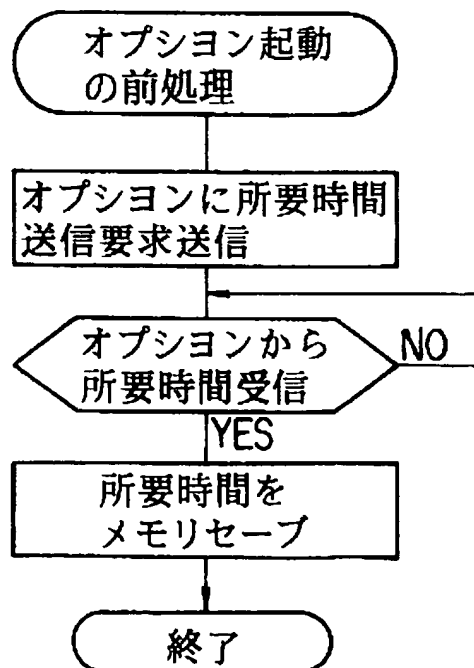 オプシヨン起動
の前処理
オプシヨンに所要時間
送信要求送信
オプシヨンから
所要時間受信
NO
YES
所要時間を
メモリセーブ
終了